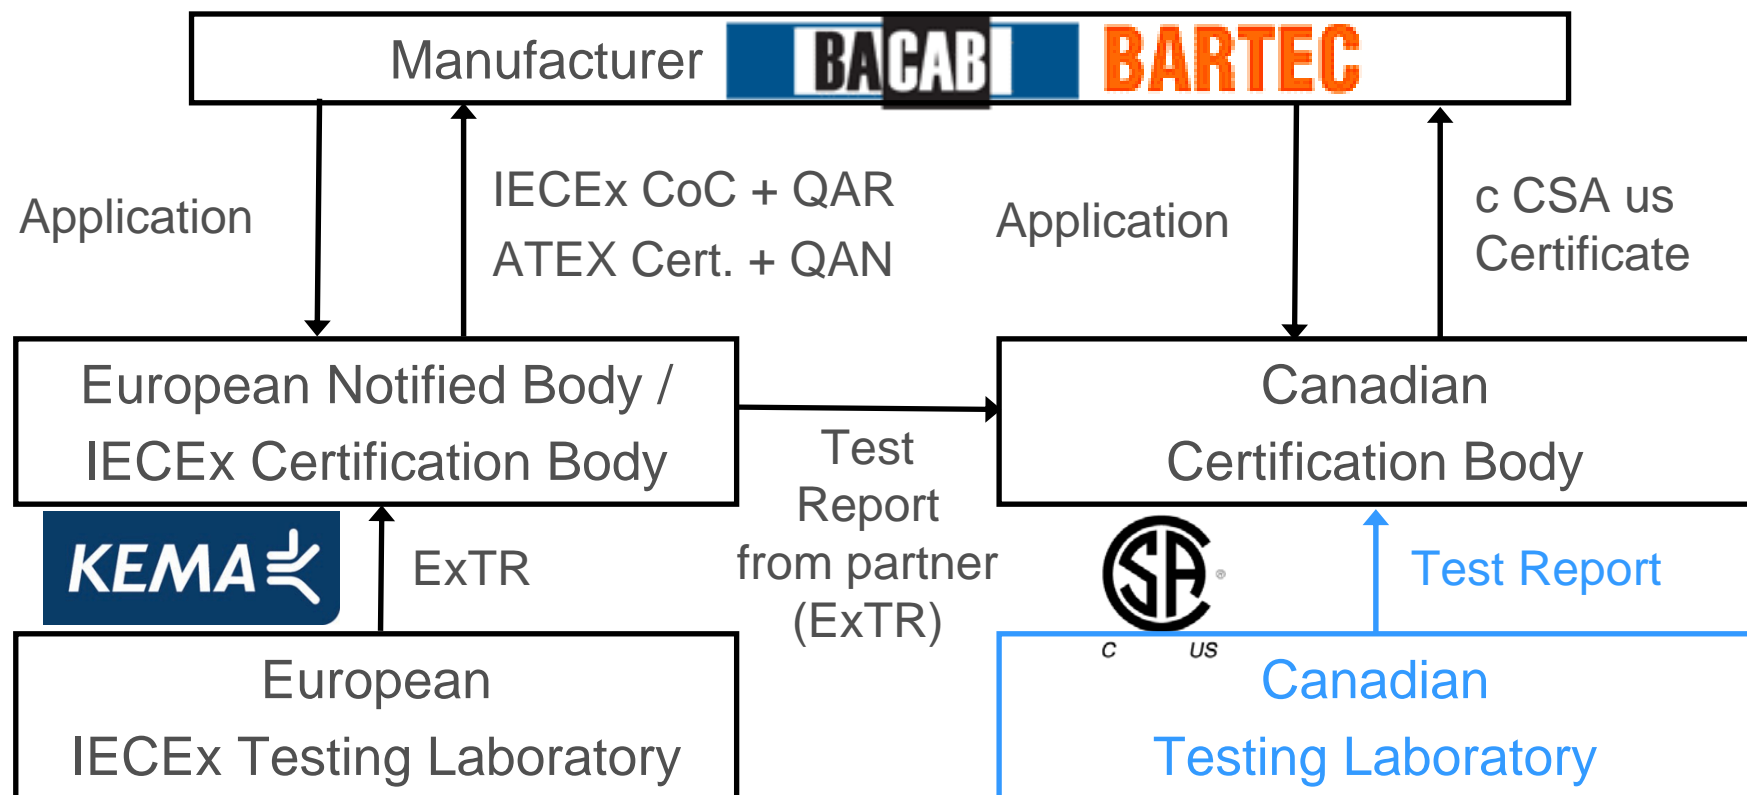 Manufacturer BACAB BARTEC
Application
IECEx CoC + QAR
ATEX Cert. + QAN
Application
c CSA us
Certificate
European Notified Body /
IECEx Certification Body
Test
Report
from partner
(ExTR)
Canadian
Certification Body
KEMA
ExTR
SA ®
C US
Test Report
European
IECEx Testing Laboratory
Canadian
Testing Laboratory